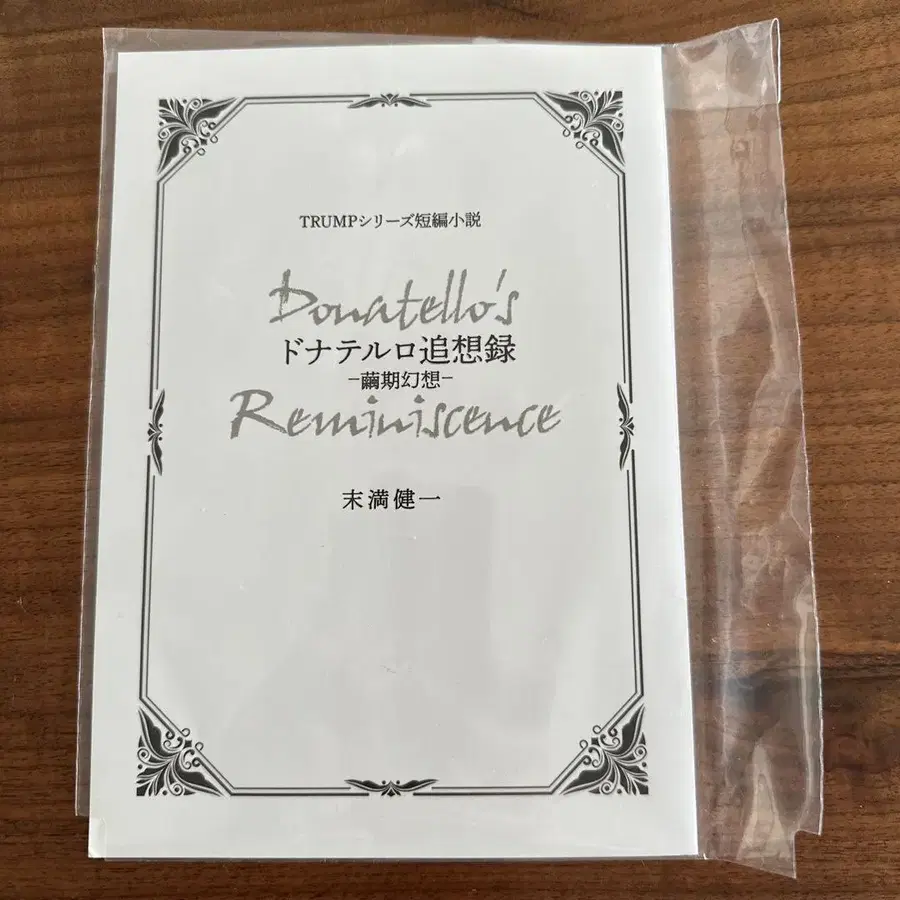 TRUMPシリーズ短編小説
Donatello's
ドナテルロ追想録
−繭期幻想−
Reminiscence
末満健一